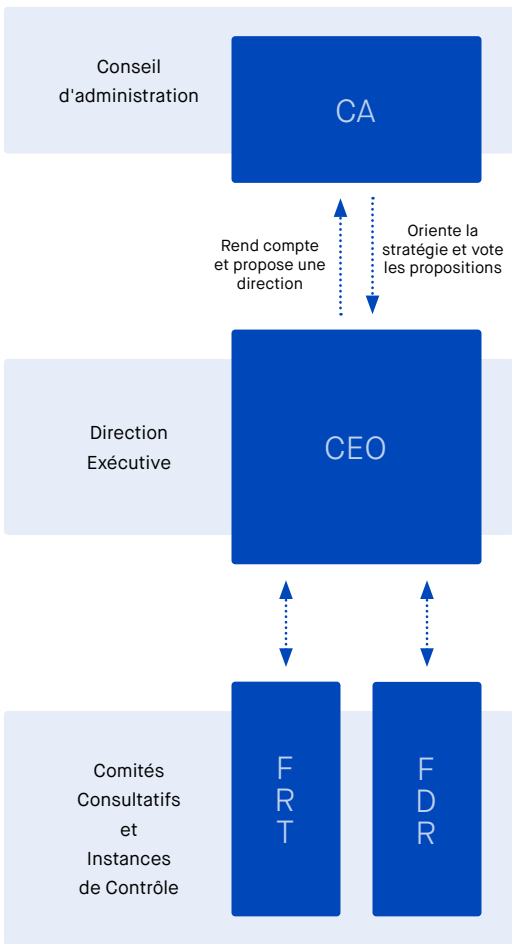 Conseil
d'administration
CA
Rend compte
et propose une
direction
Oriente la
stratégie et vote
les propositions
Direction
Exécutive
CEO
Comités
Consultatifs
et
Instances
de Contrôle
F
R
T
F
D
R